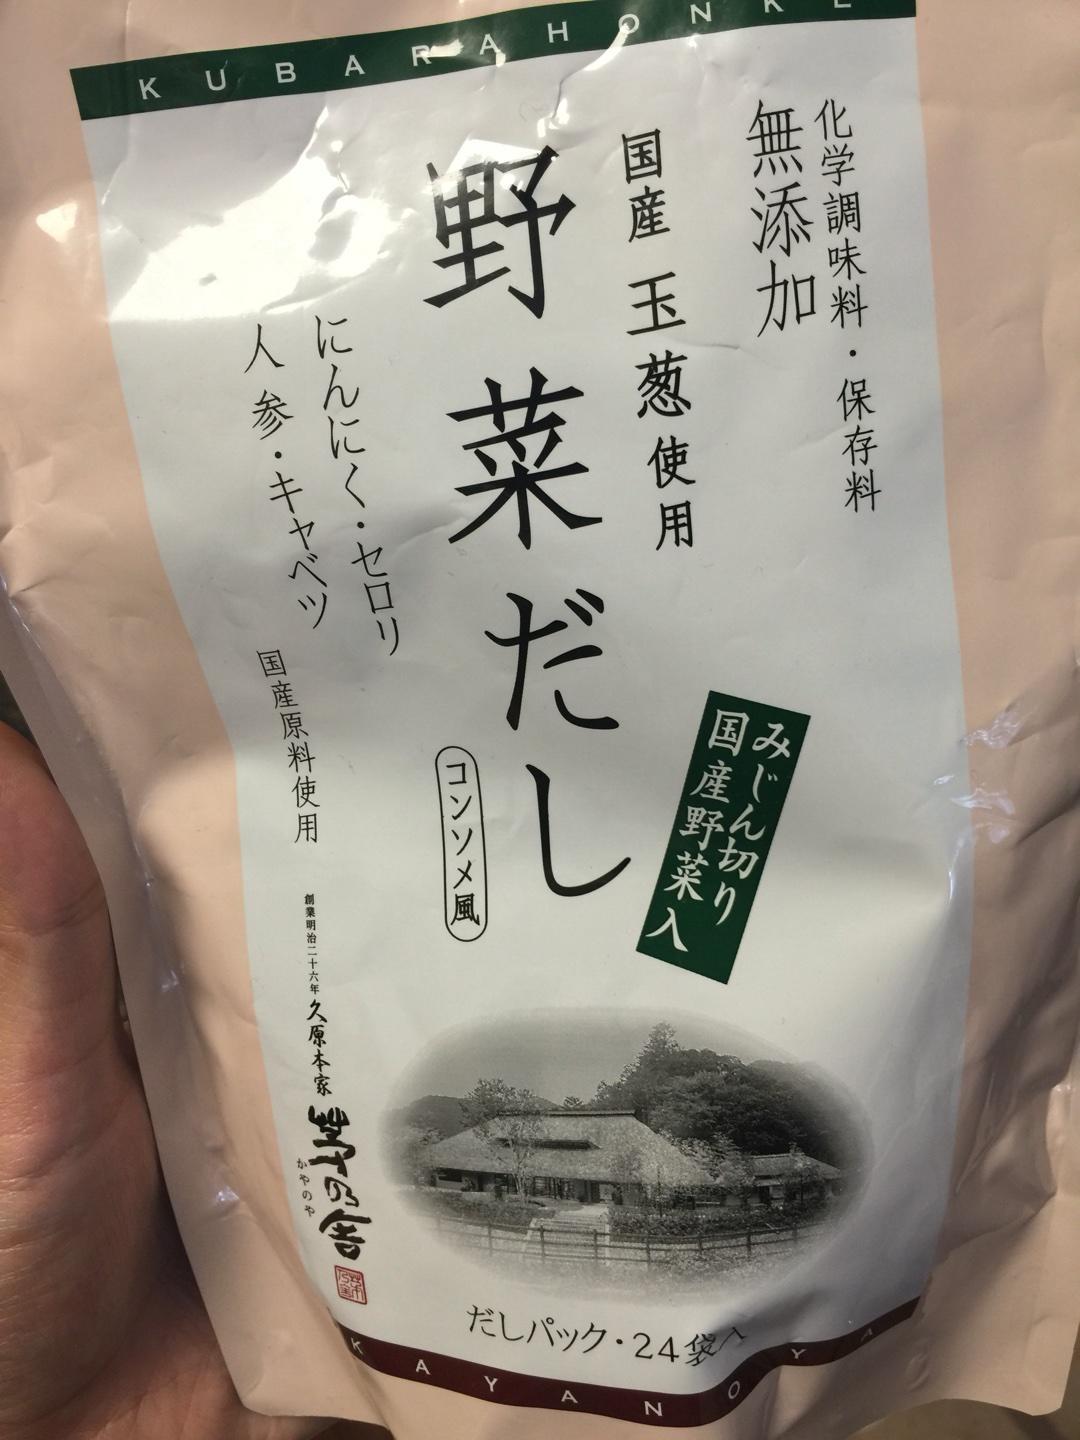 KUBARAHONKE
化学調味料・保存料
無添加
国産玉葱使用
野菜だし
コンソメ風
にんにく・セロリ
人参・キャベツ
国産原料使用
みじん切り
国産野菜入
創業明治二十六年
久原本家
茅乃舎
かやのや
だしパック・24袋入
KAYANOYA